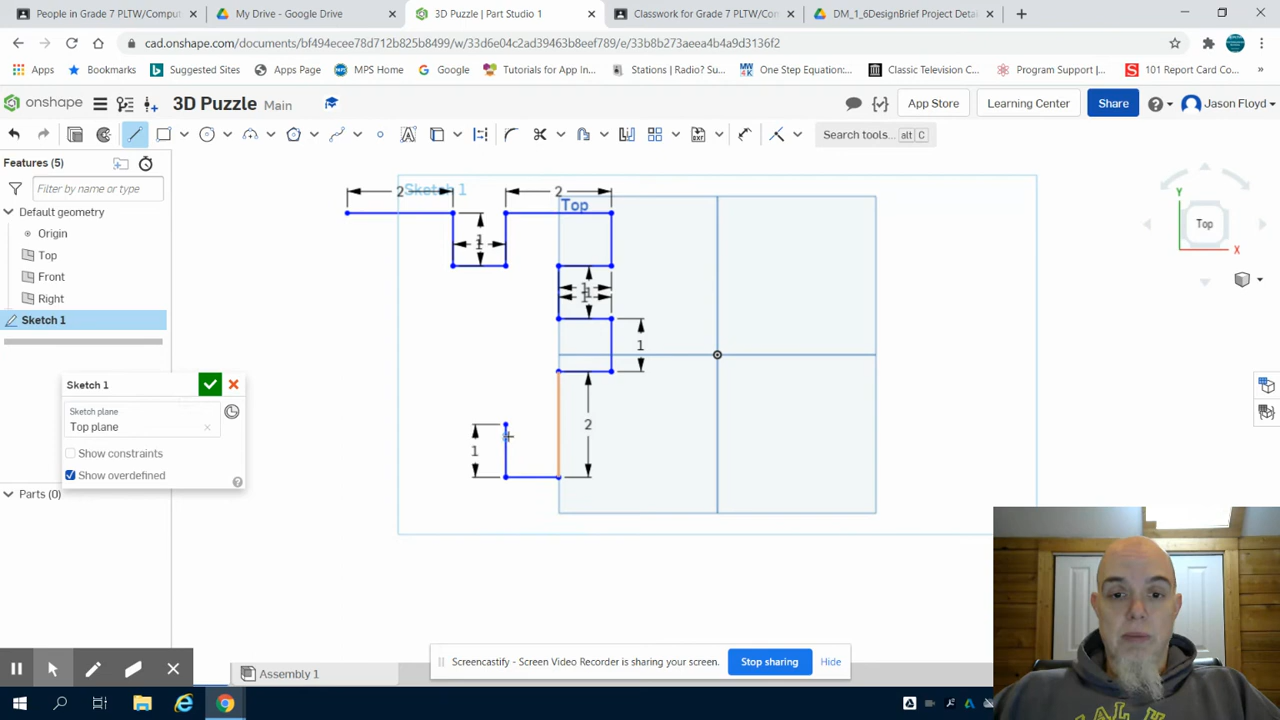 People in Grade 7 PLTW/Comput
My Drive - Google Drive
3D Puzzle | Part Studio 1
Classwork for Grade 7 PLTW/Con
DM_1_6DesignBrief Project Detai
cad.onshape.com/documents/bf494ecee78d712b825b8499/w/33d6e04c2ad39463b8eef789/e/33b8b273aeea4b4a9d3136f2
Apps
Bookmarks
Suggested Sites
Apps Page
MPS Home
Google
Tutorials for App In...
Stations | Radio? Su...
One Step Equation:...
Classic Television C...
Program Support |...
101 Report Card Co...
onshape
3D Puzzle
Main
App Store
Learning Center
Share
Jason Floyd
Search tools...
alt C
Features (5)
Filter by name or type
Default geometry
Origin
Top
Front
Right
Sketch 1
Sketch 1
Sketch plane
Top plane
Show constraints
Show overdefined
Parts (0)
2
Sketch 1
2
Top
1
1
1
1
2
1
Y
Top
X
Assembly 1
Screencastify - Screen Video Recorder is sharing your screen.
Stop sharing
Hide